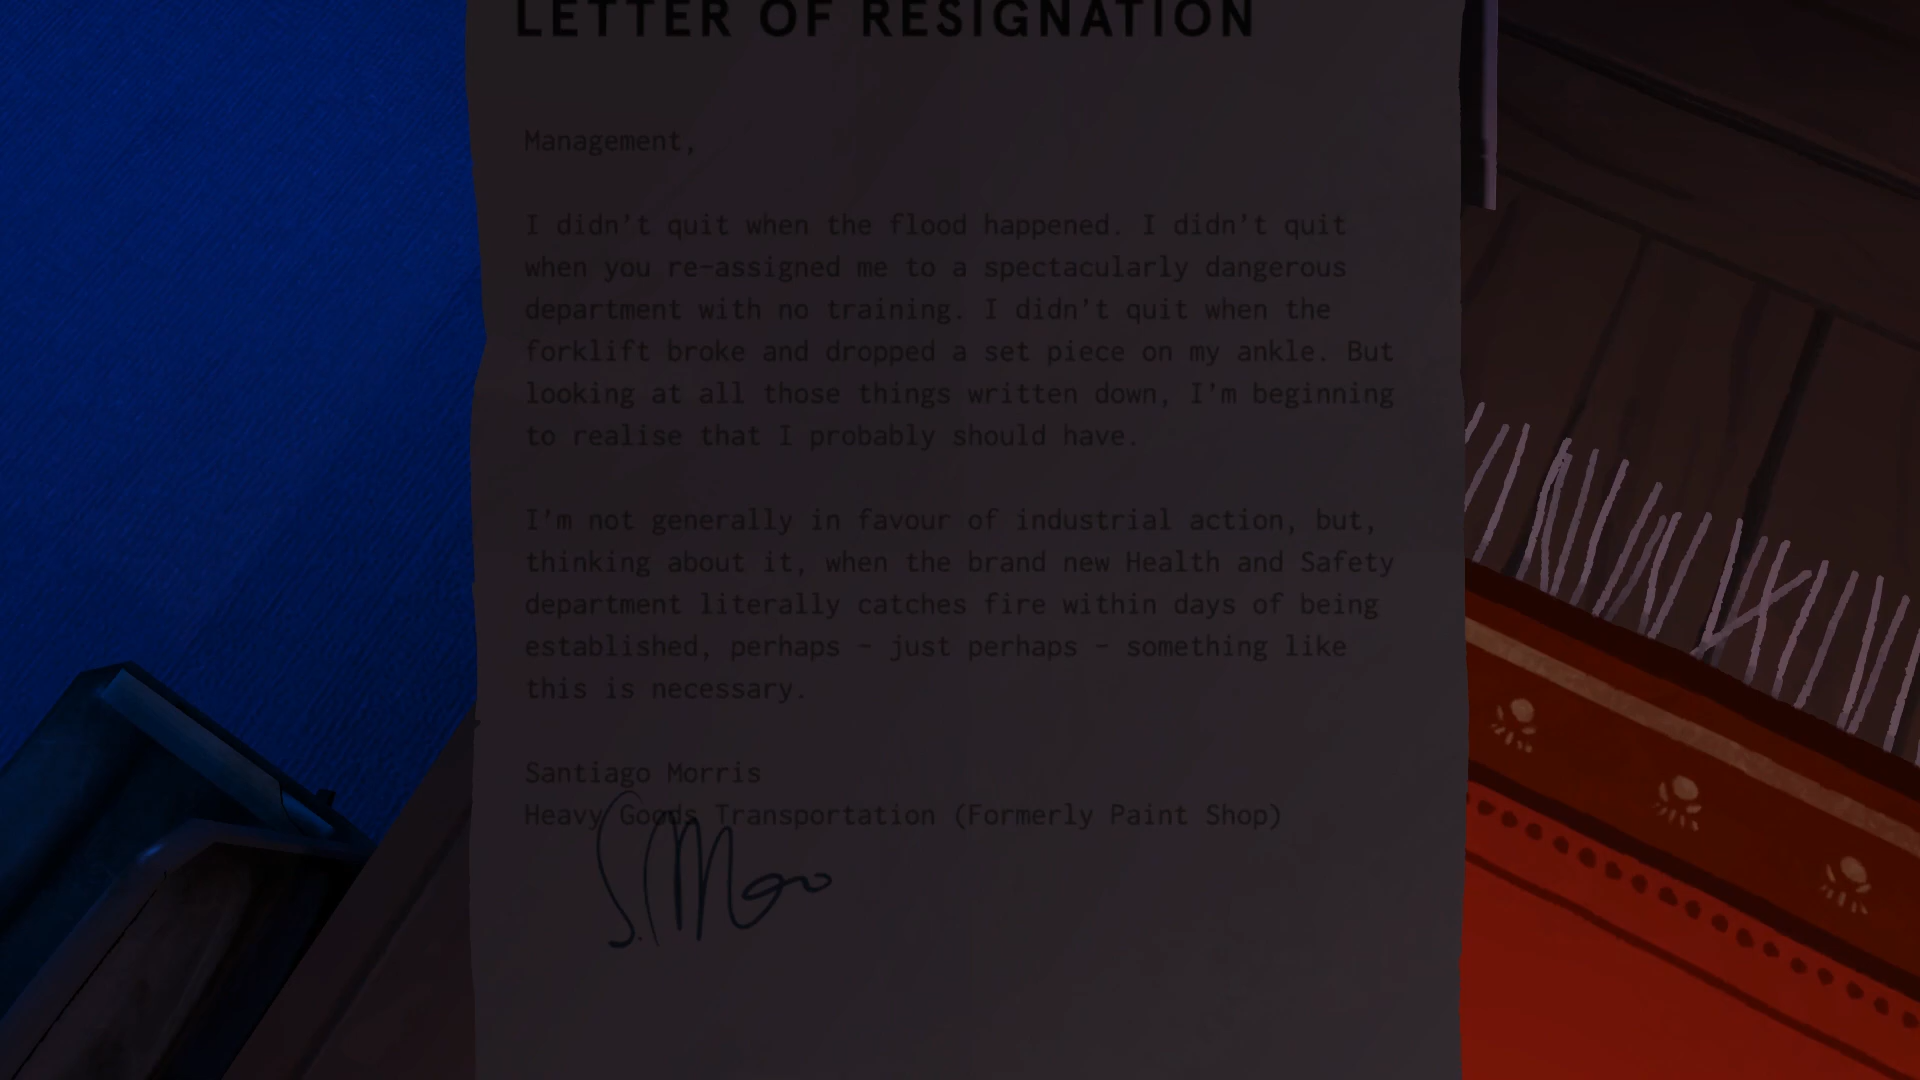 LETTER OF RESIGNATION
Management,
I didn't quit when the flood happened. I didn't quit
when you re-assigned me to a spectacularly dangerous
department with no training. I didn't quit when the
forklift broke and dropped a set piece on my ankle. But
looking at all those things written down, I'm beginning
to realise that I probably should have.
I'm not generally in favour of industrial action, but,
thinking about it, when the brand new Health and Safety
department literally catches fire within days of being
established, perhaps - just perhaps - something like
this is necessary.
Santiago Morris
Heavy Goods Transportation (Formerly Paint Shop)
S. Mo